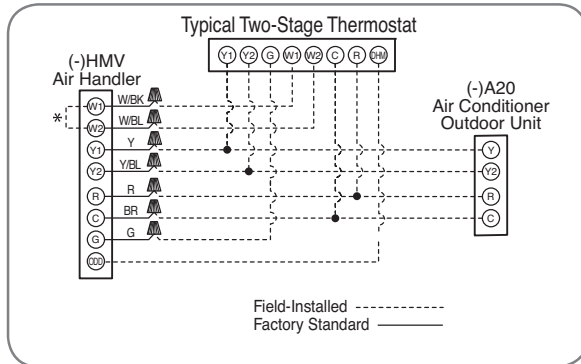 Typical Two-Stage Thermostat
Y1 Y2 G W1 W2 C R DHM
(-)HMV
Air Handler
(-)A20
Air Conditioner
Outdoor Unit
*
W1 W/BK
W2 W/BL
Y1 Y Y
Y2 Y/BL Y2
R R R
C BR C
G G
ODD
Field-Installed
Factory Standard